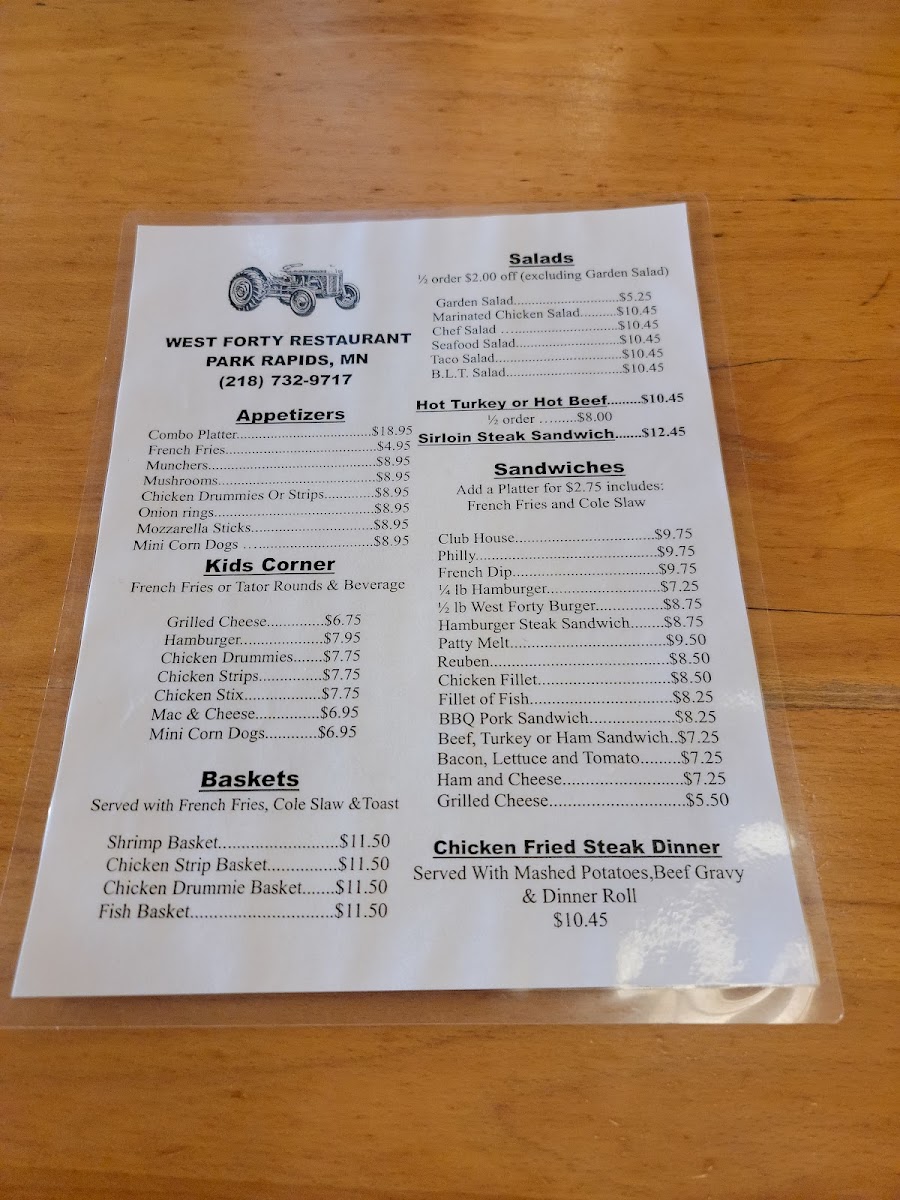 WEST FORTY RESTAURANT
PARK RAPIDS, MN
(218) 732-9717
Appetizers
Combo Platter....................................$18.95
French Fries........................................$4.95
Munchers.............................................$8.95
Mushrooms..........................................$8.95
Chicken Drummies Or Strips.............$8.95
Onion rings..........................................$8.95
Mozzarella Sticks................................$8.95
Mini Corn Dogs ..................................$8.95
Kids Corner
French Fries or Tator Rounds & Beverage
Grilled Cheese..............$6.75
Hamburger....................$7.95
Chicken Drummies.......$7.75
Chicken Strips...............$7.75
Chicken Stix...................$7.75
Mac & Cheese................$6.95
Mini Corn Dogs.............$6.95
Baskets
Served with French Fries, Cole Slaw &Toast
Shrimp Basket..........................$11.50
Chicken Strip Basket...............$11.50
Chicken Drummie Basket.......$11.50
Fish Basket...............................$11.50
Salads
½ order $2.00 off (excluding Garden Salad)
Garden Salad............................$5.25
Marinated Chicken Salad..........$10.45
Chef Salad ................................$10.45
Seafood Salad............................$10.45
Taco Salad..................................$10.45
B.L.T. Salad...............................$10.45
Hot Turkey or Hot Beef.........$10.45
½ order .........$8.00
Sirloin Steak Sandwich.......$12.45
Sandwiches
Add a Platter for $2.75 includes:
French Fries and Cole Slaw
Club House...................................$9.75
Philly.............................................$9.75
French Dip....................................$9.75
¼ lb Hamburger...........................$7.25
½ lb West Forty Burger................$8.75
Hamburger Steak Sandwich........$8.75
Patty Melt......................................$9.50
Reuben..........................................$8.50
Chicken Fillet................................$8.50
Fillet of Fish..................................$8.25
BBQ Pork Sandwich.....................$8.25
Beef, Turkey or Ham Sandwich..$7.25
Bacon, Lettuce and Tomato.........$7.25
Ham and Cheese...........................$7.25
Grilled Cheese..............................$5.50
Chicken Fried Steak Dinner
Served With Mashed Potatoes,Beef Gravy
& Dinner Roll
$10.45